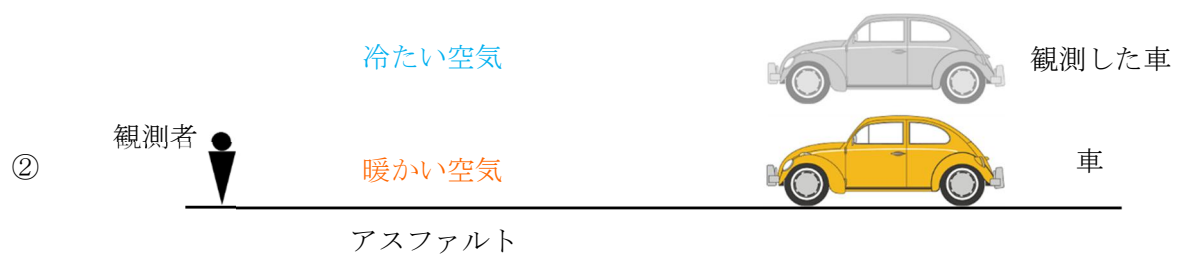 冷たい空気
観測した車
観測者
②
暖かい空気
車
アスファルト